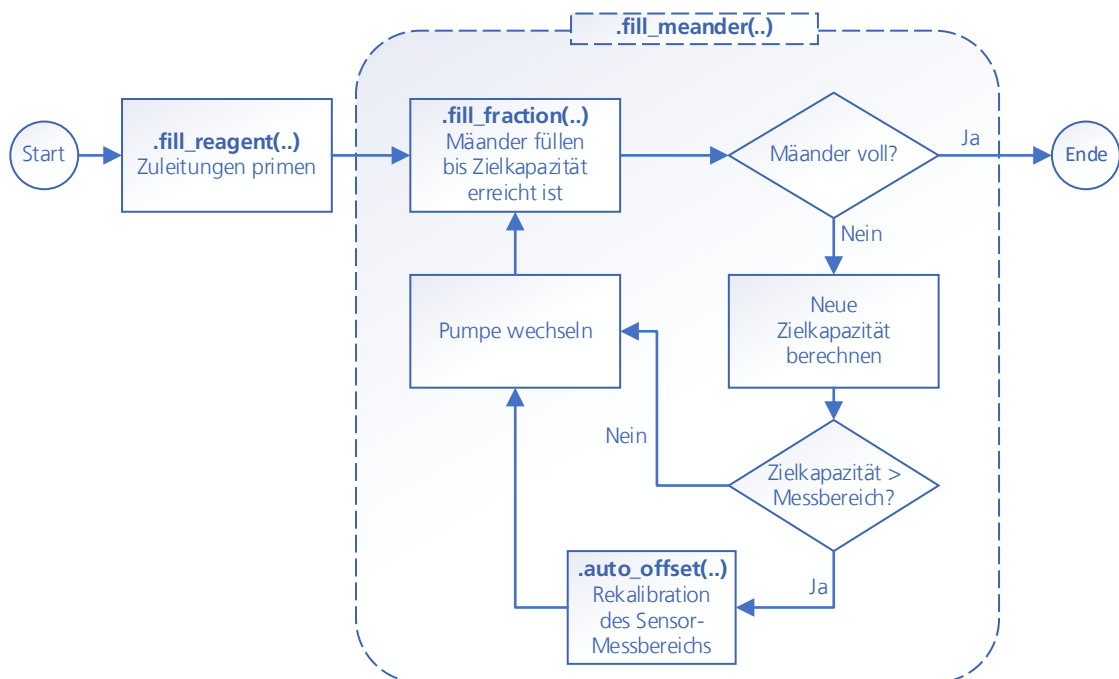 .fill_meander(..)
Start
.fill_reagent(..)
Zuleitungen primen
.fill_fraction(..)
Mäander füllen
bis Zielkapazität
erreicht ist
Mäander voll?
Ja
Ende
Nein
Pumpe wechseln
Neue
Zielkapazität
berechnen
Nein
Zielkapazität >
Messbereich?
Ja
.auto_offset(..)
Rekalibration
des Sensor-
Messbereichs